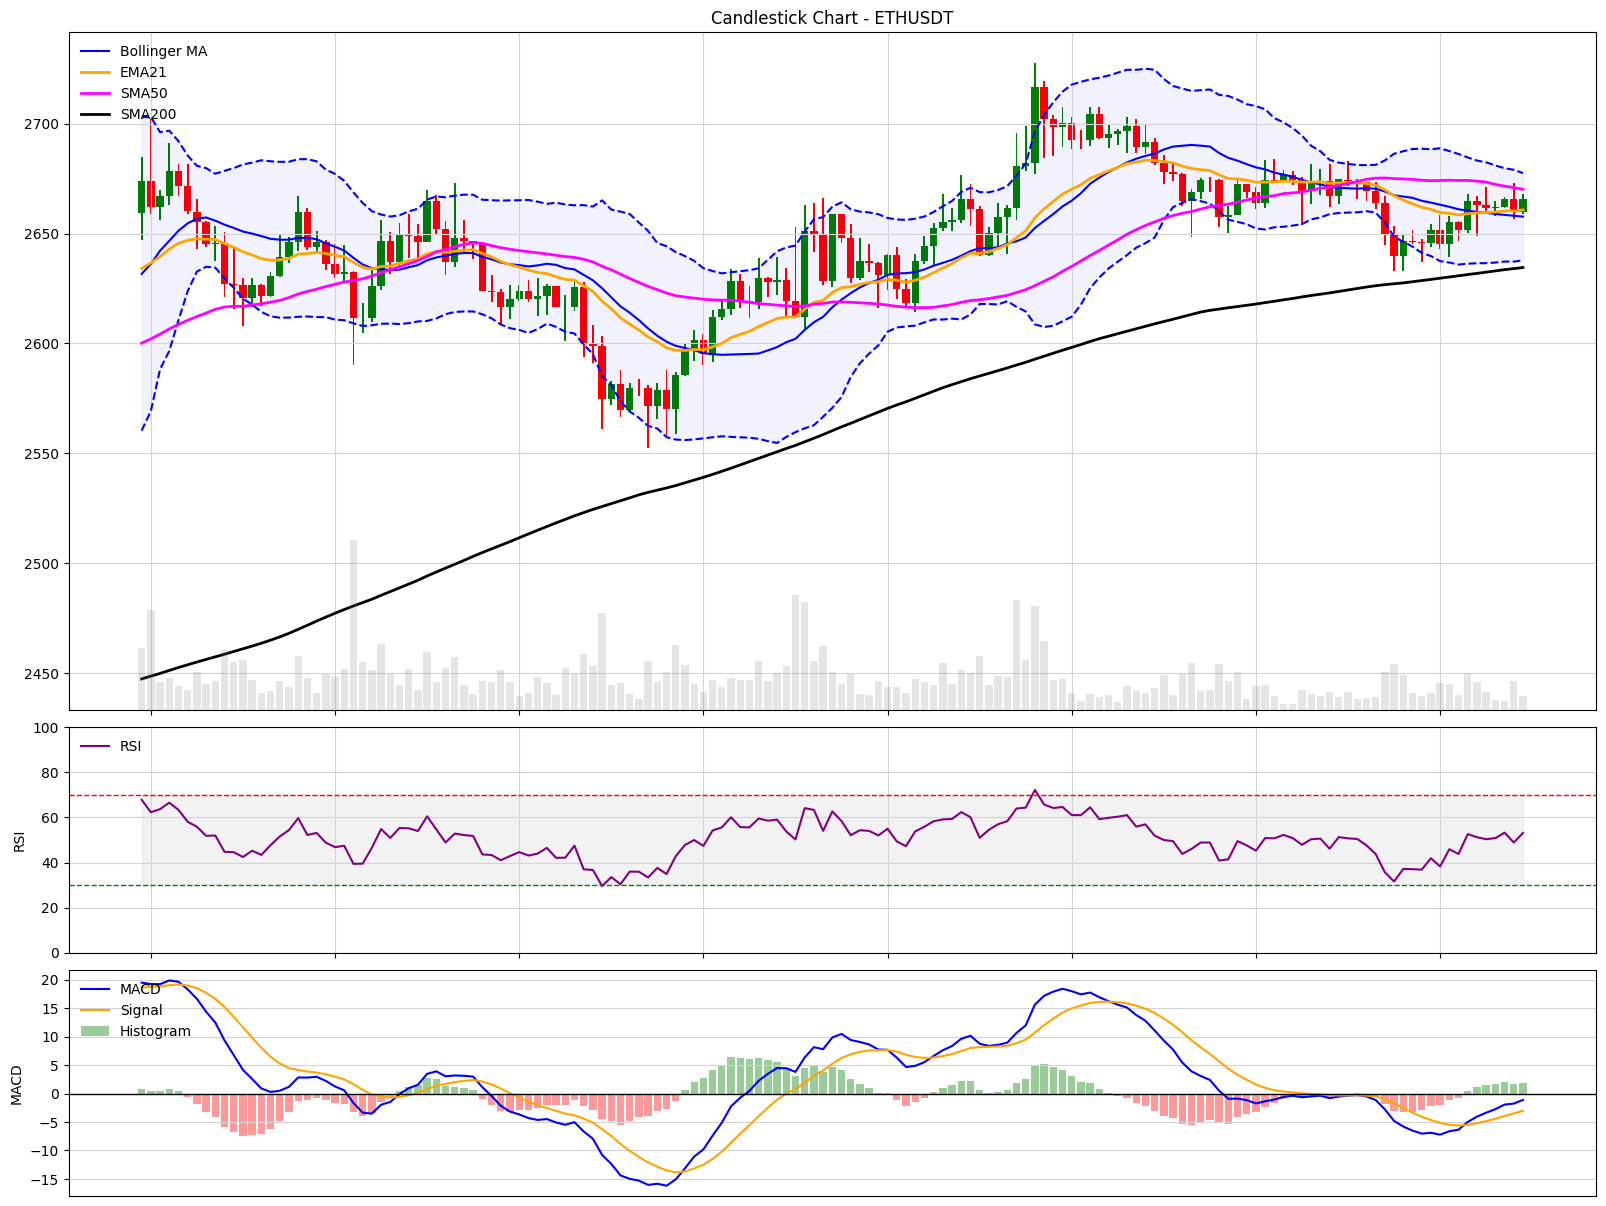 Candlestick Chart - ETHUSDT
Bollinger MA
EMA21
SMA50
SMA200
2700
2650
2600
2550
2500
2450
RSI
100
80
60
40
20
0
RSI
MACD
Signal
Histogram
20
15
10
5
0
−5
−10
−15
MACD